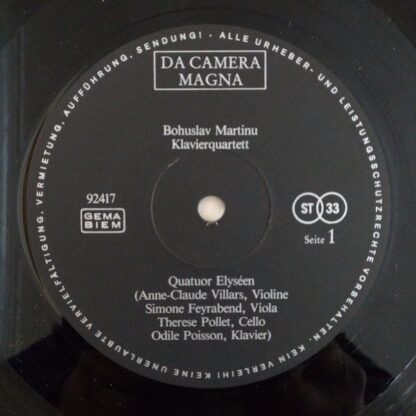 DA CAMERA
MAGNA
Bohuslav Martinu
Klavierquartett
92417
GEMA
BIEM
ST 33
Seite 1
Quatuor Elyséen
(Anne-Claude Villars, Violine
Simone Feyrabend, Viola
Therese Pollet, Cello
Odile Poisson, Klavier)
ALLE URHEBER- UND LEISTUNGSSCHUTZRECHTE VORBEHALTEN. KEIN VERLEIH! KEINE UNERLAUBTE VERVIELFÄLTIGUNG, VERMIETUNG, AUFFÜHRUNG, SENDUNG! -